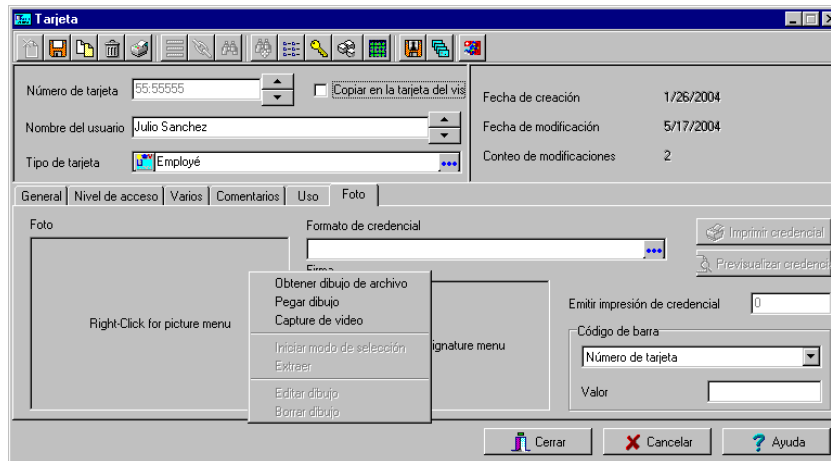 Tarjeta
Número de tarjeta
55:55555
Copiar en la tarjeta del vis
Nombre del usuario
Julio Sanchez
Tipo de tarjeta
Employé
Fecha de creación
1/26/2004
Fecha de modificación
5/17/2004
Conteo de modificaciones
2
General
Nivel de acceso
Varios
Comentarios
Uso
Foto
Foto
Right-Click for picture menu
Formato de credencial
Firma
ignature menu
Obtener dibujo de archivo
Pegar dibujo
Capture de video
Iniciar modo de selección
Extraer
Editar dibujo
Borrar dibujo
Imprimir credencial
Previsualizar credenci
Emitir impresión de credencial
0
Código de barra
Número de tarjeta
Valor
Cerrar
Cancelar
Ayuda